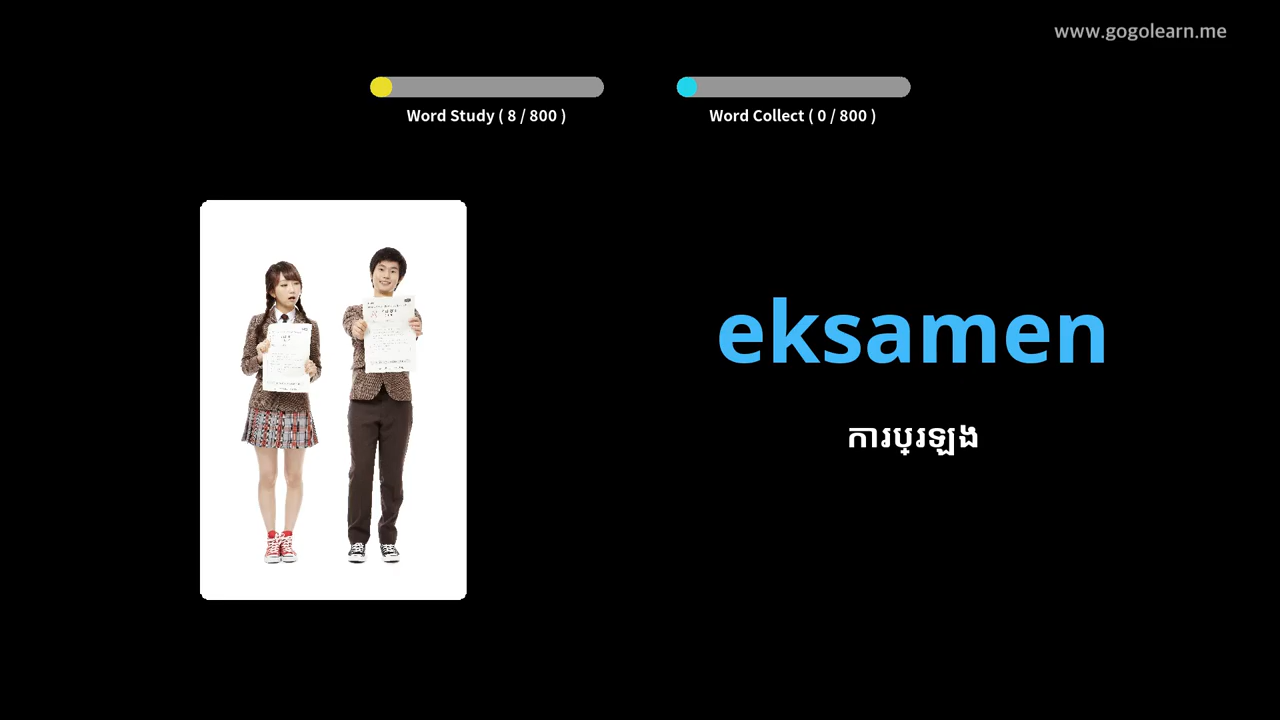 www.gogolearn.me
Word Study ( 8 / 800 )
Word Collect ( 0 / 800 )
eksamen
ការប្រឡង